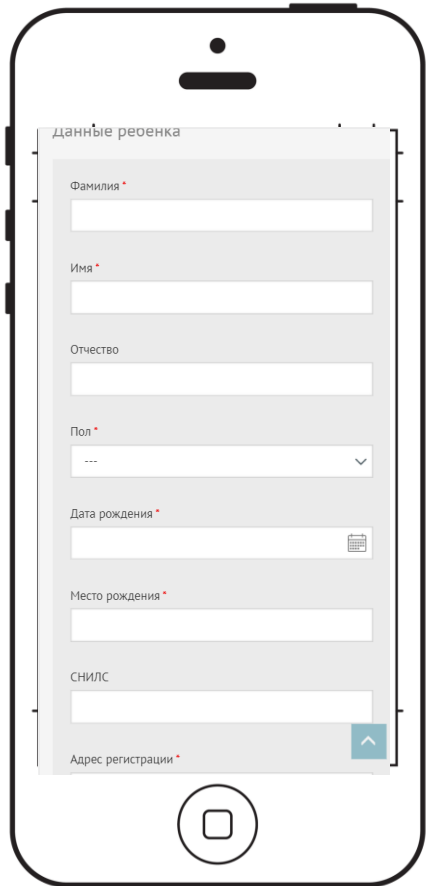 Данные ребенка
Фамилия *
Имя *
Отчество
Пол *
---
Дата рождения *
Место рождения *
СНИЛС
Адрес регистрации *